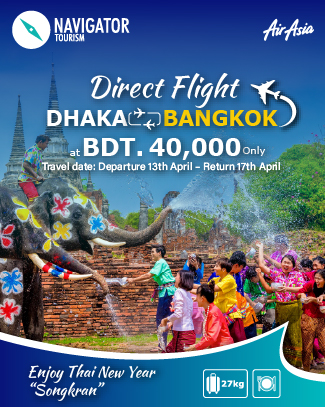 NAVIGATOR
TOURISM
AirAsia
Direct Flight
DHAKA BANGKOK
at BDT. 40,000 Only
Travel date: Departure 13th April – Return 17th April
Enjoy Thai New Year
“Songkran”
27kg